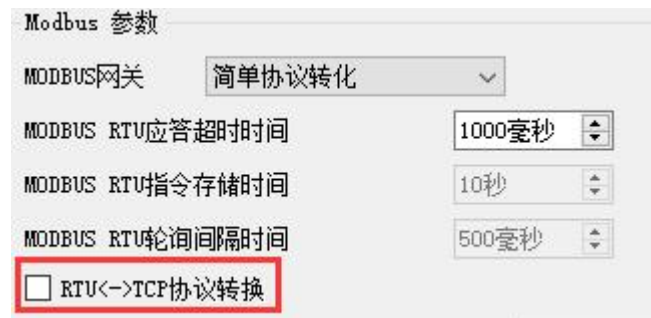 Modbus 参数
MODBUS网关 简单协议转化
MODBUS RTU应答超时时间 1000毫秒
MODBUS RTU指令存储时间 10秒
MODBUS RTU轮询间隔时间 500毫秒
RTU<->TCP协议转换